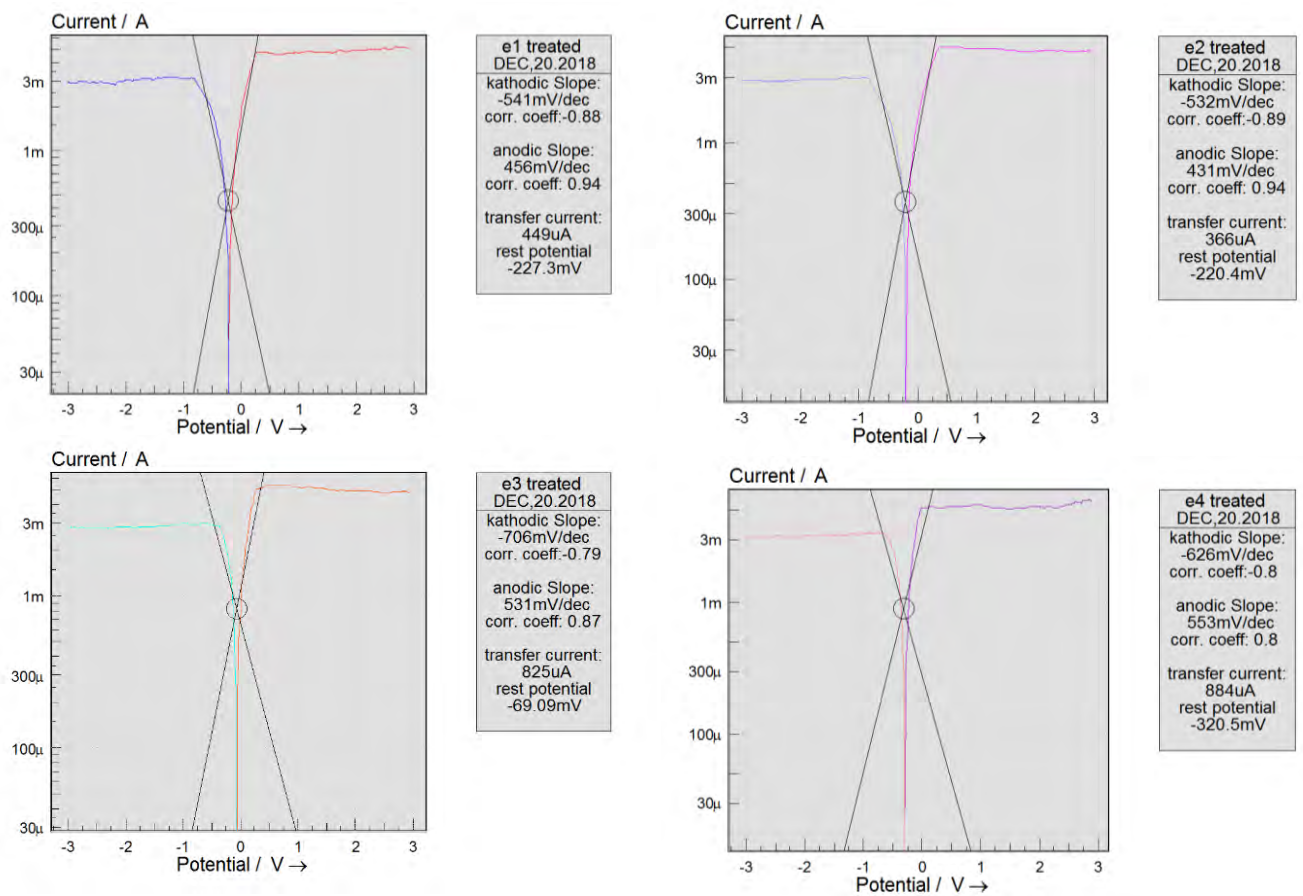 Current / A
3m
1m
300µ
100µ
30µ
-3 -2 -1 0 1 2 3
Potential / V →
e1 treated
DEC,20.2018
kathodic Slope:
-541mV/dec
corr. coeff:-0.88
anodic Slope:
456mV/dec
corr. coeff: 0.94
transfer current:
449uA
rest potential
-227.3mV
Current / A
3m
1m
300µ
100µ
30µ
-3 -2 -1 0 1 2 3
Potential / V →
e2 treated
DEC,20.2018
kathodic Slope:
-532mV/dec
corr. coeff:-0.89
anodic Slope:
431mV/dec
corr. coeff: 0.94
transfer current:
366uA
rest potential
-220.4mV
Current / A
3m
1m
300µ
100µ
30µ
-3 -2 -1 0 1 2 3
Potential / V →
e3 treated
DEC,20.2018
kathodic Slope:
-706mV/dec
corr. coeff:-0.79
anodic Slope:
531mV/dec
corr. coeff: 0.87
transfer current:
825uA
rest potential
-69.09mV
Current / A
3m
1m
300µ
100µ
30µ
-3 -2 -1 0 1 2 3
Potential / V →
e4 treated
DEC,20.2018
kathodic Slope:
-626mV/dec
corr. coeff:-0.8
anodic Slope:
553mV/dec
corr. coeff: 0.8
transfer current:
884uA
rest potential
-320.5mV